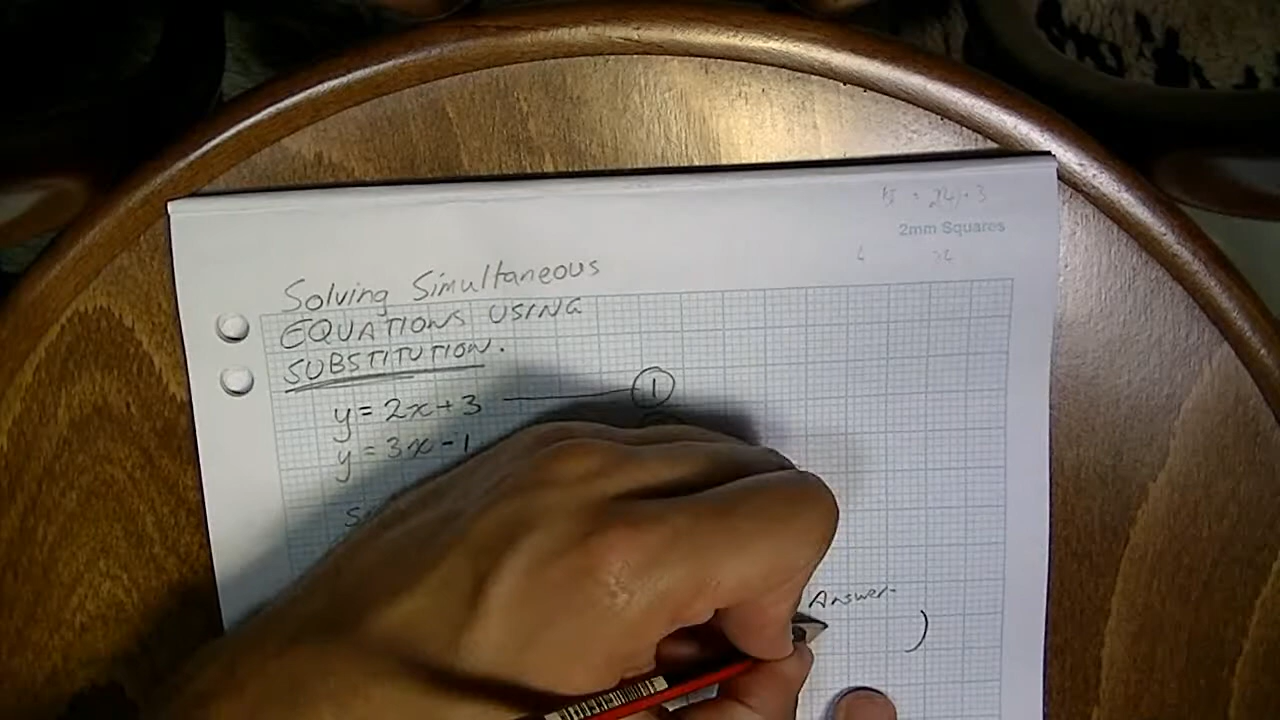 2mm Squares
Solving Simultaneous
EQUATIONS USING
SUBSTITUTION.
y = 2x + 3 ①
y = 3x - 1
Answer
)